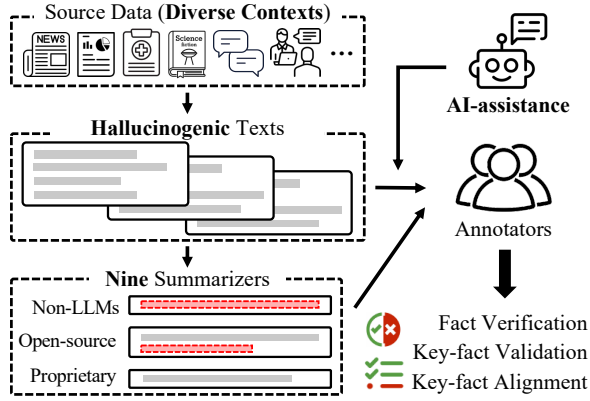 Source Data (Diverse Contexts)
NEWS
Science
fiction
...
AI-assistance
Hallucinogenic Texts
Annotators
Nine Summarizers
Non-LLMs
Open-source
Proprietary
Fact Verification
Key-fact Validation
Key-fact Alignment